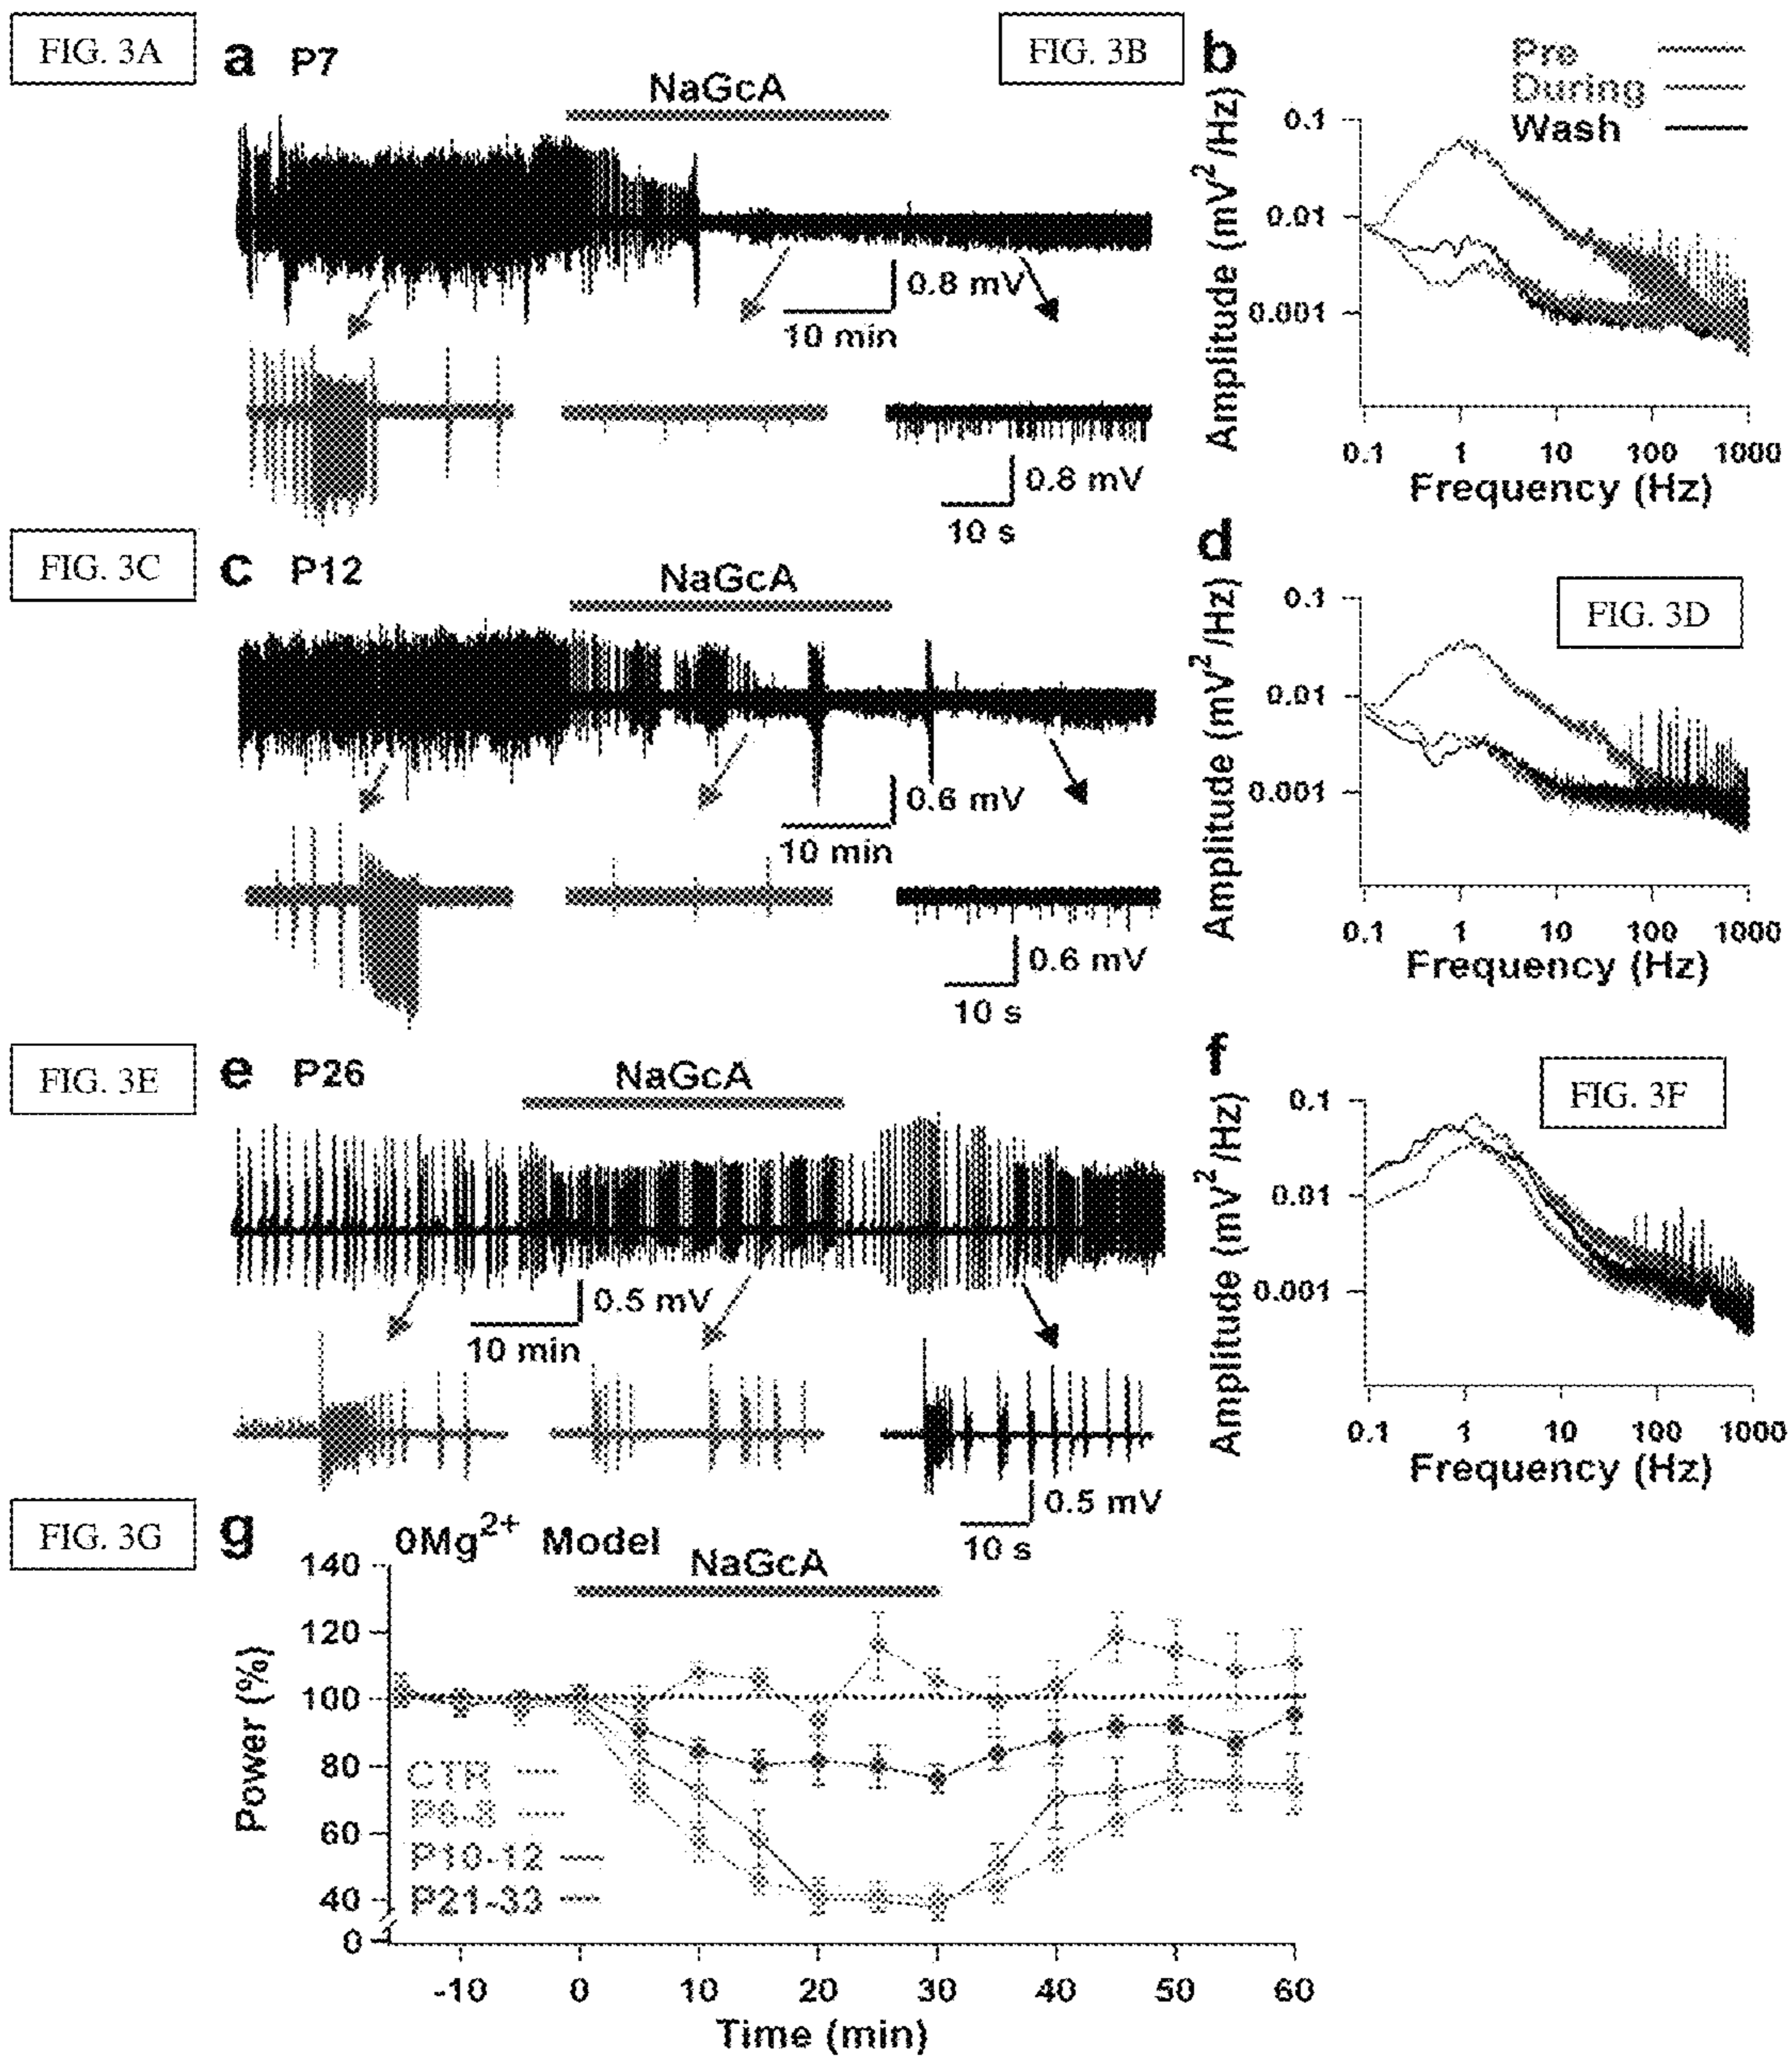 FIG. 3A
a P7
NaGcA
0.8 mV
10 min
0.8 mV
10 s
FIG. 3B
b
Pre
During
Wash
Amplitude (mV²/Hz)
0.1
0.01
0.001
0.1 1 10 100 1000
Frequency (Hz)
FIG. 3C
c P12
NaGcA
0.6 mV
10 min
0.6 mV
10 s
d
FIG. 3D
Amplitude (mV²/Hz)
0.1
0.01
0.001
0.1 1 10 100 1000
Frequency (Hz)
FIG. 3E
e P26
NaGcA
0.5 mV
10 min
0.5 mV
10 s
f
FIG. 3F
Amplitude (mV²/Hz)
0.1
0.01
0.001
0.1 1 10 100 1000
Frequency (Hz)
FIG. 3G
g 0Mg²⁺ Model
NaGcA
Power (%)
140
120
100
80
60
40
0
CTR
P6-8
P10-12
P21-33
-10 0 10 20 30 40 50 60
Time (min)